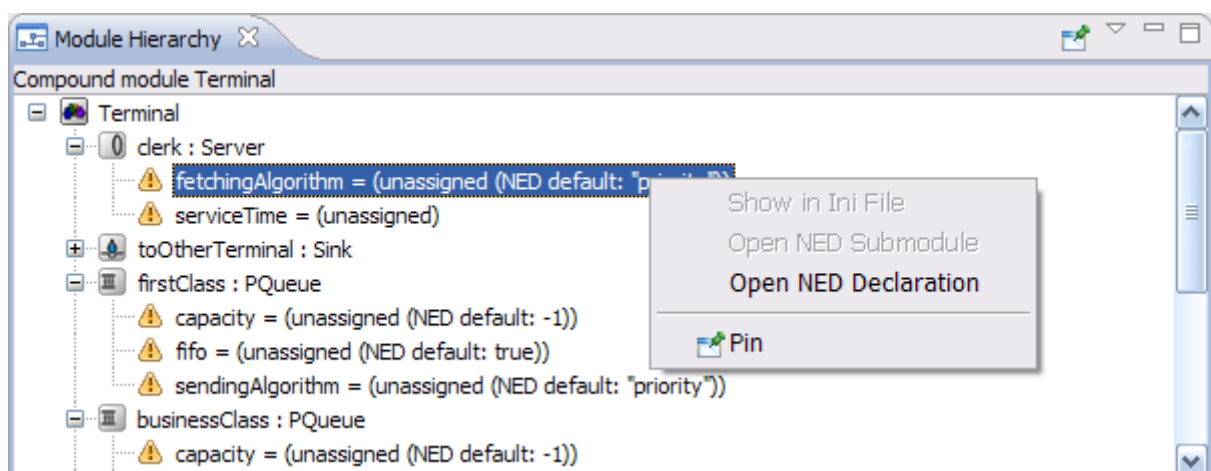 Module Hierarchy
Compound module Terminal
Terminal
clerk : Server
fetchingAlgorithm = (unassigned (NED default: "priority"))
serviceTime = (unassigned)
toOtherTerminal : Sink
firstClass : PQueue
capacity = (unassigned (NED default: -1))
fifo = (unassigned (NED default: true))
sendingAlgorithm = (unassigned (NED default: "priority"))
businessClass : PQueue
capacity = (unassigned (NED default: -1))
Show in Ini File
Open NED Submodule
Open NED Declaration
Pin